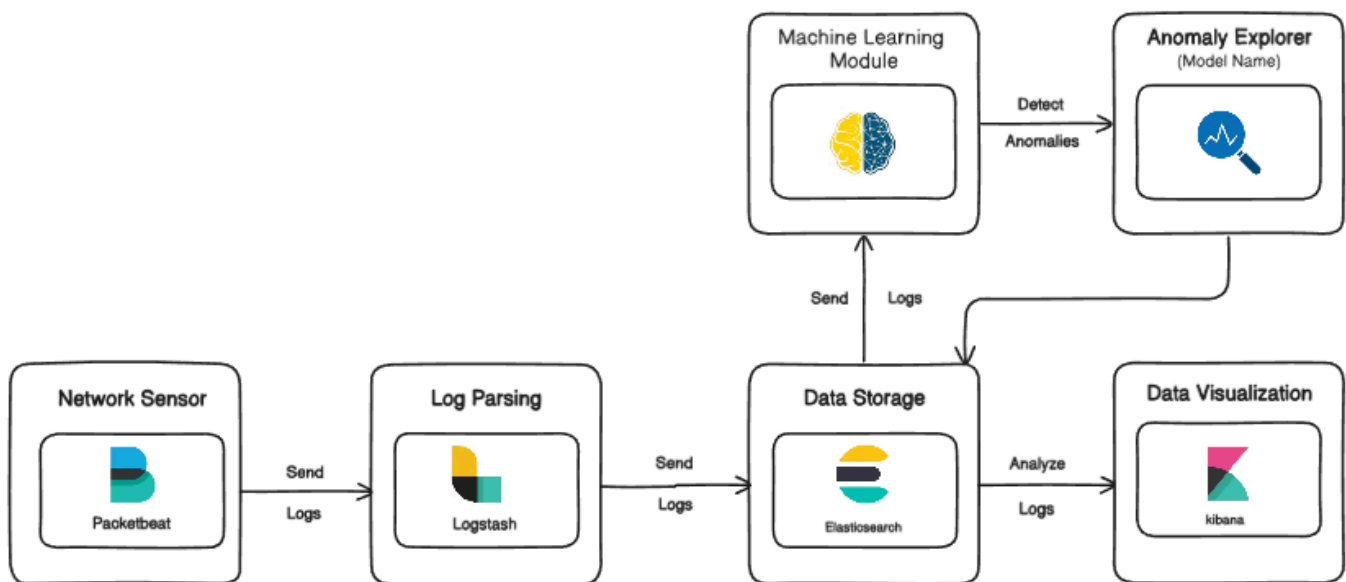 Machine Learning
Module
Anomaly Explorer
(Model Name)
Detect
Anomalies
Send Logs
Network Sensor
Packetbeat
Send
Logs
Log Parsing
Logstash
Send
Logs
Data Storage
Elasticsearch
Analyze
Logs
Data Visualization
kibana